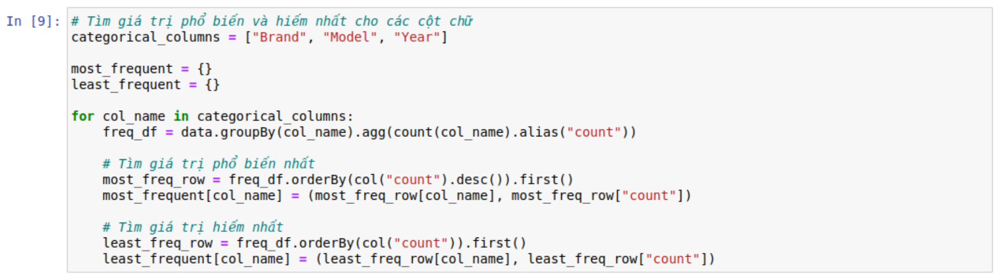 In [9]: # Tìm giá trị phổ biến và hiếm nhất cho các cột chữ
categorical_columns = ["Brand", "Model", "Year"]
most_frequent = {}
least_frequent = {}
for col_name in categorical_columns:
    freq_df = data.groupBy(col_name).agg(count(col_name).alias("count"))
    # Tìm giá trị phổ biến nhất
    most_freq_row = freq_df.orderBy(col("count").desc()).first()
    most_frequent[col_name] = (most_freq_row[col_name], most_freq_row["count"])
    # Tìm giá trị hiếm nhất
    least_freq_row = freq_df.orderBy(col("count")).first()
    least_frequent[col_name] = (least_freq_row[col_name], least_freq_row["count"])